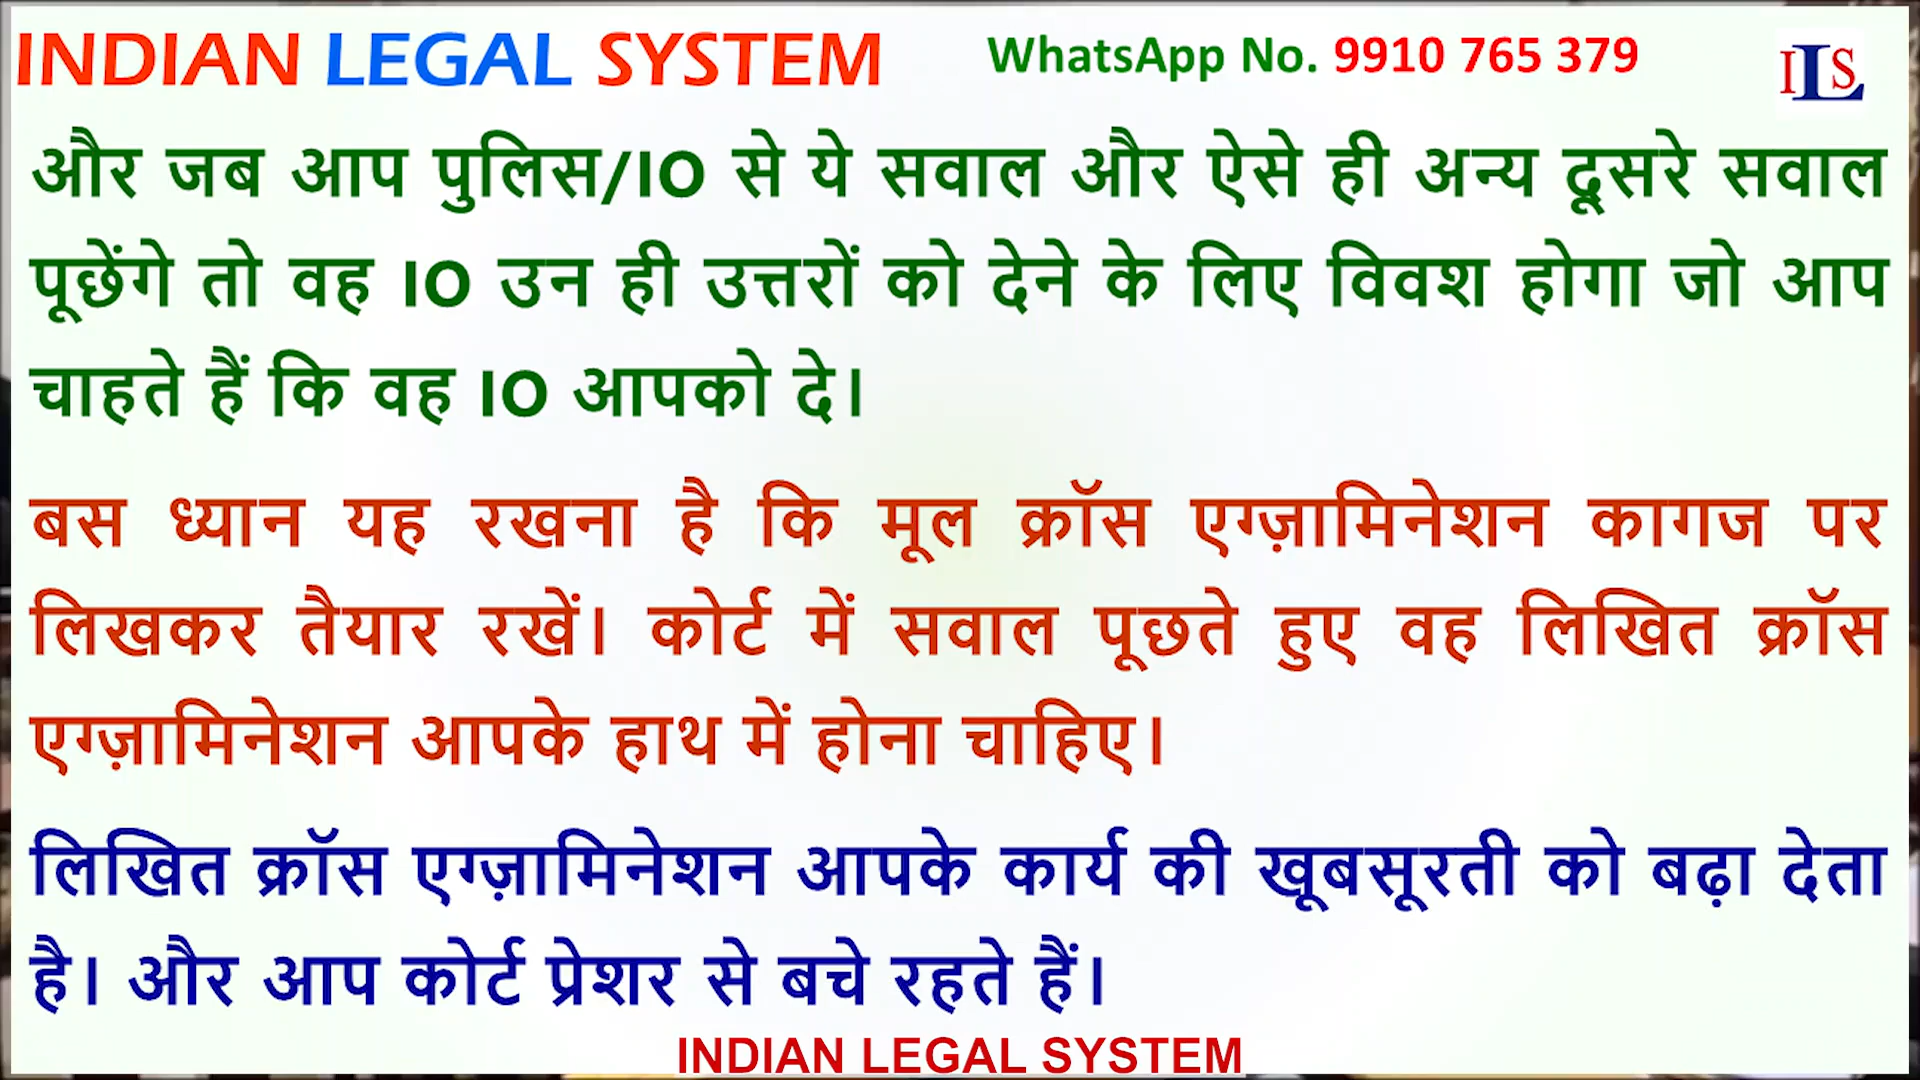 INDIAN LEGAL SYSTEM WhatsApp No. 9910 765 379 ILS
और जब आप पुलिस/IO से ये सवाल और ऐसे ही अन्य दूसरे सवाल
पूछेंगे तो वह IO उन ही उत्तरों को देने के लिए विवश होगा जो आप
चाहते हैं कि वह IO आपको दे।
बस ध्यान यह रखना है कि मूल क्रॉस एग्ज़ामिनेशन कागज पर
लिखकर तैयार रखें। कोर्ट में सवाल पूछते हुए वह लिखित क्रॉस
एग्ज़ामिनेशन आपके हाथ में होना चाहिए।
लिखित क्रॉस एग्ज़ामिनेशन आपके कार्य की खूबसूरती को बढ़ा देता
है। और आप कोर्ट प्रेशर से बचे रहते हैं।
INDIAN LEGAL SYSTEM